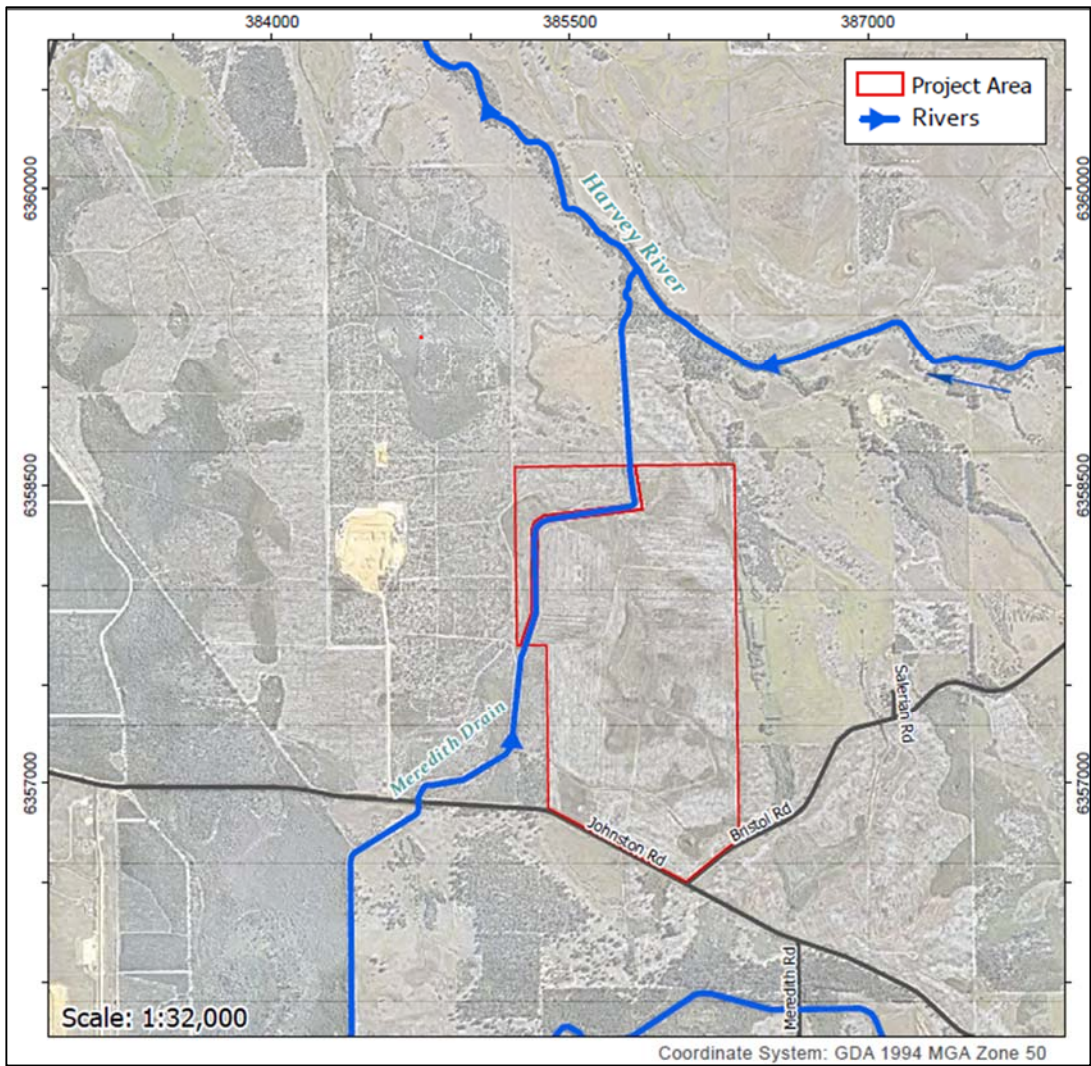 384000
385500
387000
Project Area
Rivers
6360000
6360000
Harvey River
6358500
6358500
Salerian Rd
Meredith Drain
6357000
6357000
Bristol Rd
Johnston Rd
Meredith Rd
Scale: 1:32,000
Coordinate System: GDA 1994 MGA Zone 50